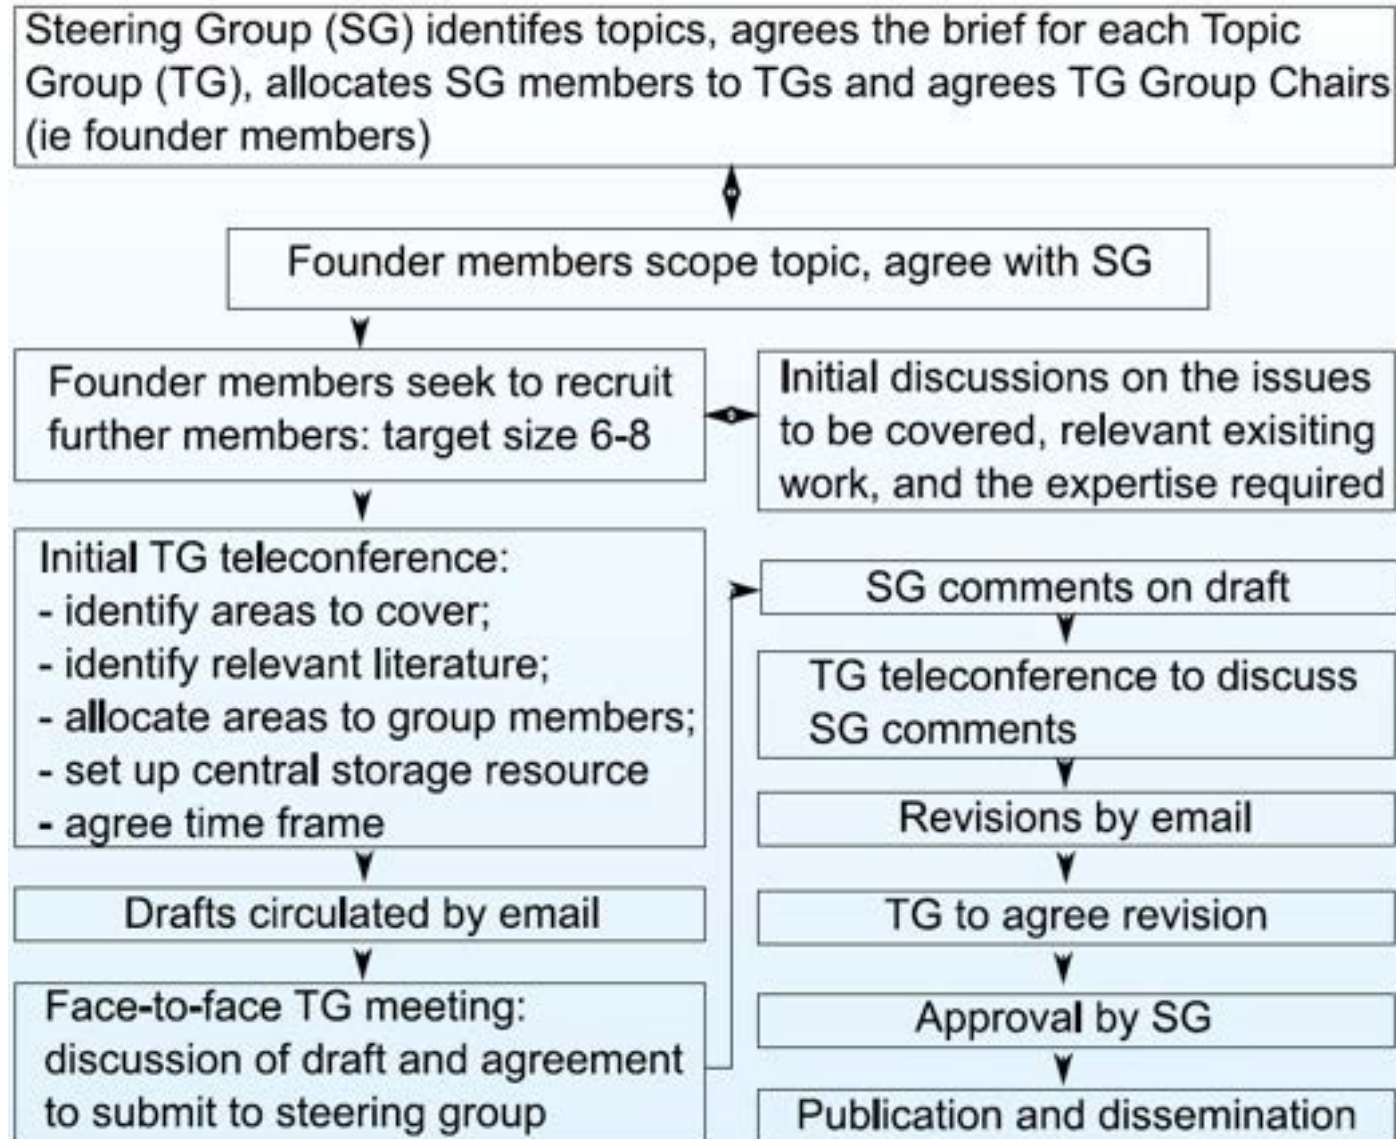 Steering Group (SG) identifes topics, agrees the brief for each Topic
Group (TG), allocates SG members to TGs and agrees TG Group Chairs
(ie founder members)
Founder members scope topic, agree with SG
Founder members seek to recruit
further members: target size 6-8
Initial discussions on the issues
to be covered, relevant exisiting
work, and the expertise required
Initial TG teleconference:
- identify areas to cover;
- identify relevant literature;
- allocate areas to group members;
- set up central storage resource
- agree time frame
Drafts circulated by email
Face-to-face TG meeting:
discussion of draft and agreement
to submit to steering group
SG comments on draft
TG teleconference to discuss
SG comments
Revisions by email
TG to agree revision
Approval by SG
Publication and dissemination